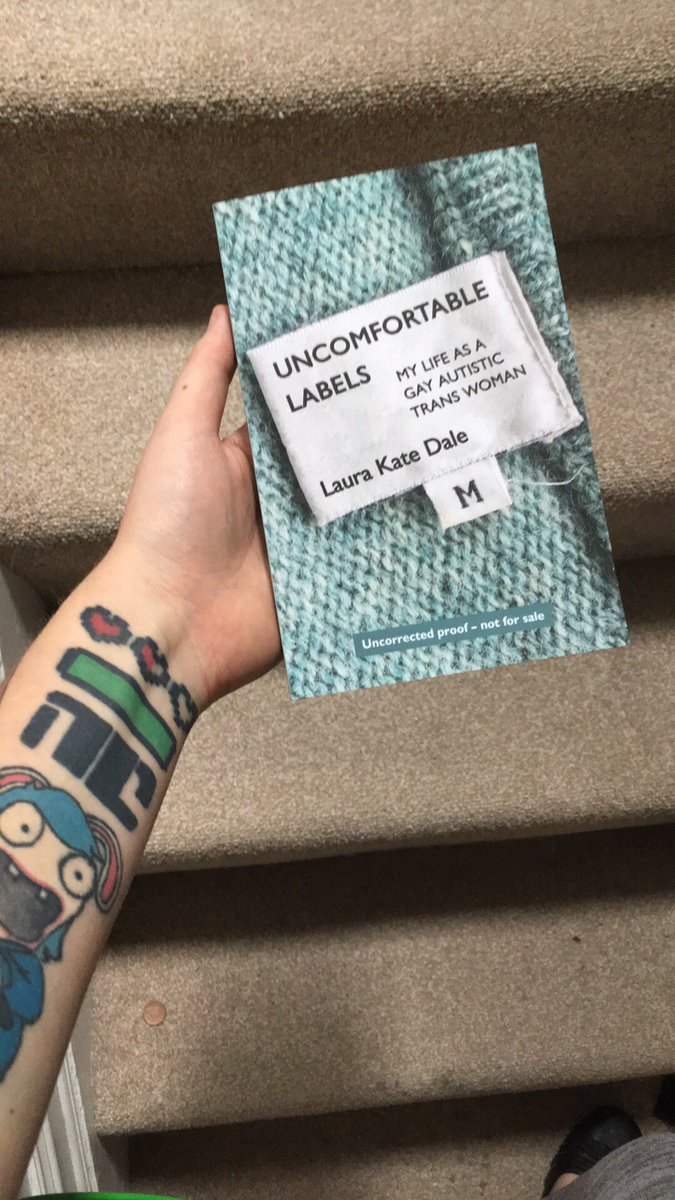 UNCOMFORTABLE
LABELS
MY LIFE AS A
GAY AUTISTIC
TRANS WOMAN
Laura Kate Dale
M
Uncorrected proof – not for sale